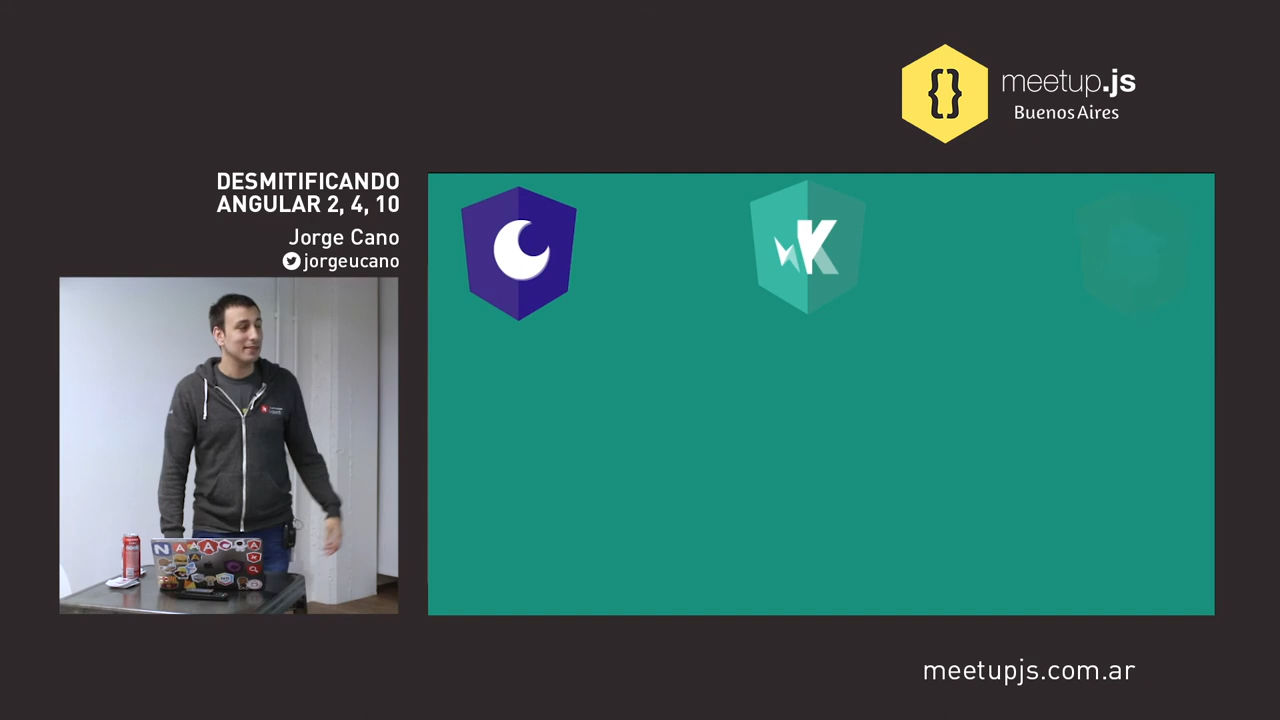 meetup.js
Buenos Aires
DESMITIFICANDO
ANGULAR 2, 4, 10
Jorge Cano
jorgeucano
K
meetupjs.com.ar